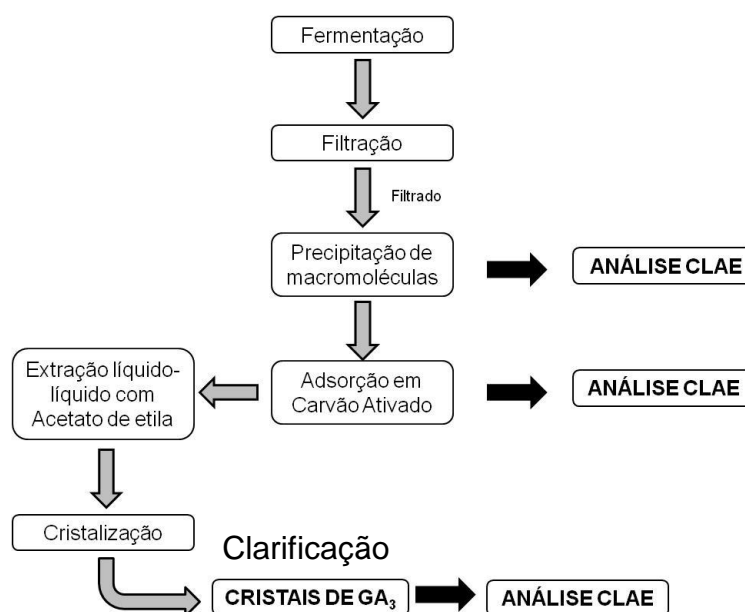 Fermentação
Filtração
Filtrado
Precipitação de
macromoléculas
ANÁLISE CLAE
Extração líquido-
líquido com
Acetato de etila
Adsorção em
Carvão Ativado
ANÁLISE CLAE
Cristalização
Clarificação
CRISTAIS DE GA₃
ANÁLISE CLAE